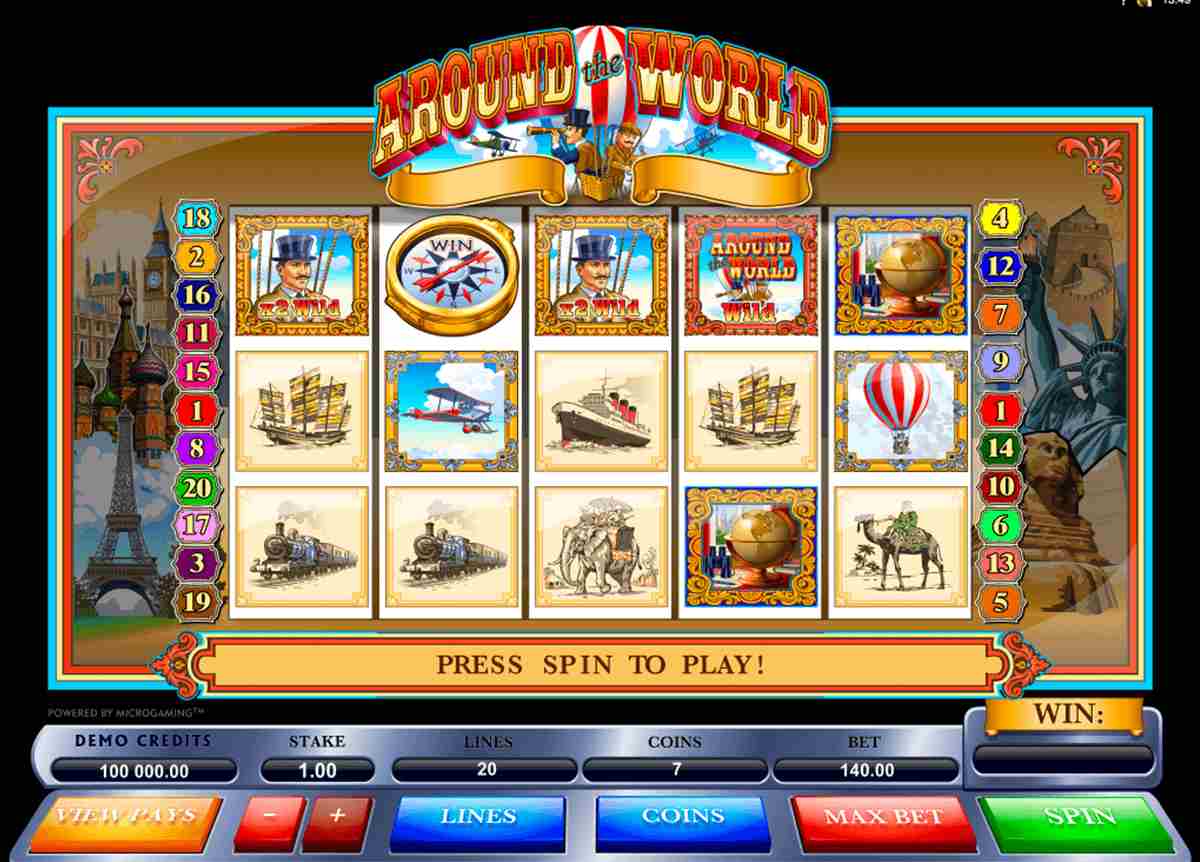 AROUND the WORLD
18
4
2
12
16
11
7
15
9
1
1
8
14
20
10
17
6
3
13
19
5
x2 Wild
WIN
W E
x2 Wild
AROUND
the WORLD
Wild
PRESS SPIN TO PLAY!
POWERED BY MICROGAMING™
WIN:
DEMO CREDITS
STAKE
LINES
COINS
BET
100 000.00
1.00
20
7
140.00
VIEW PAYS
-
+
LINES
COINS
MAX BET
SPIN